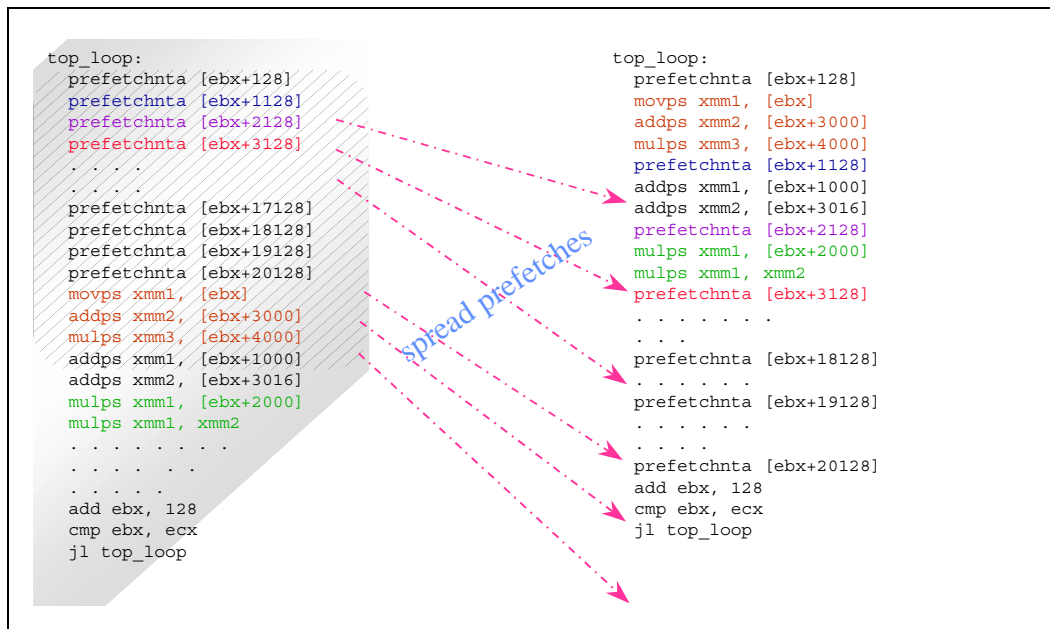 top_loop:
prefetchnta [ebx+128]
prefetchnta [ebx+1128]
prefetchnta [ebx+2128]
prefetchnta [ebx+3128]
. . . .
. . . .
prefetchnta [ebx+17128]
prefetchnta [ebx+18128]
prefetchnta [ebx+19128]
prefetchnta [ebx+20128]
movps xmm1, [ebx]
addps xmm2, [ebx+3000]
mulps xmm3, [ebx+4000]
addps xmm1, [ebx+1000]
addps xmm2, [ebx+3016]
mulps xmm1, [ebx+2000]
mulps xmm1, xmm2
. . . . . . . .
. . . . . .
. . . . .
add ebx, 128
cmp ebx, ecx
jl top_loop
spread prefetches
top_loop:
prefetchnta [ebx+128]
movps xmm1, [ebx]
addps xmm2, [ebx+3000]
mulps xmm3, [ebx+4000]
prefetchnta [ebx+1128]
addps xmm1, [ebx+1000]
addps xmm2, [ebx+3016]
prefetchnta [ebx+2128]
mulps xmm1, [ebx+2000]
mulps xmm1, xmm2
prefetchnta [ebx+3128]
. . . . . . .
. . .
prefetchnta [ebx+18128]
. . . . . .
prefetchnta [ebx+19128]
. . . . . .
. . . .
prefetchnta [ebx+20128]
add ebx, 128
cmp ebx, ecx
jl top_loop